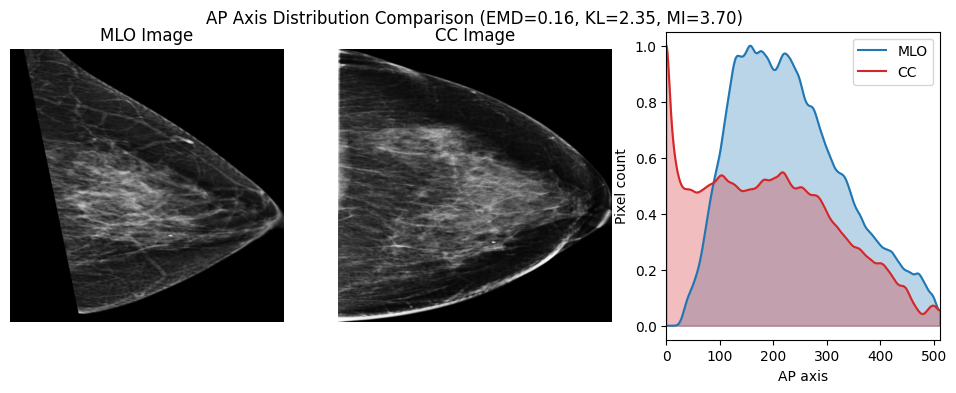 AP Axis Distribution Comparison (EMD=0.16, KL=2.35, MI=3.70)
MLO Image
CC Image
MLO
CC
Pixel count
1.0
0.8
0.6
0.4
0.2
0.0
0 100 200 300 400 500
AP axis